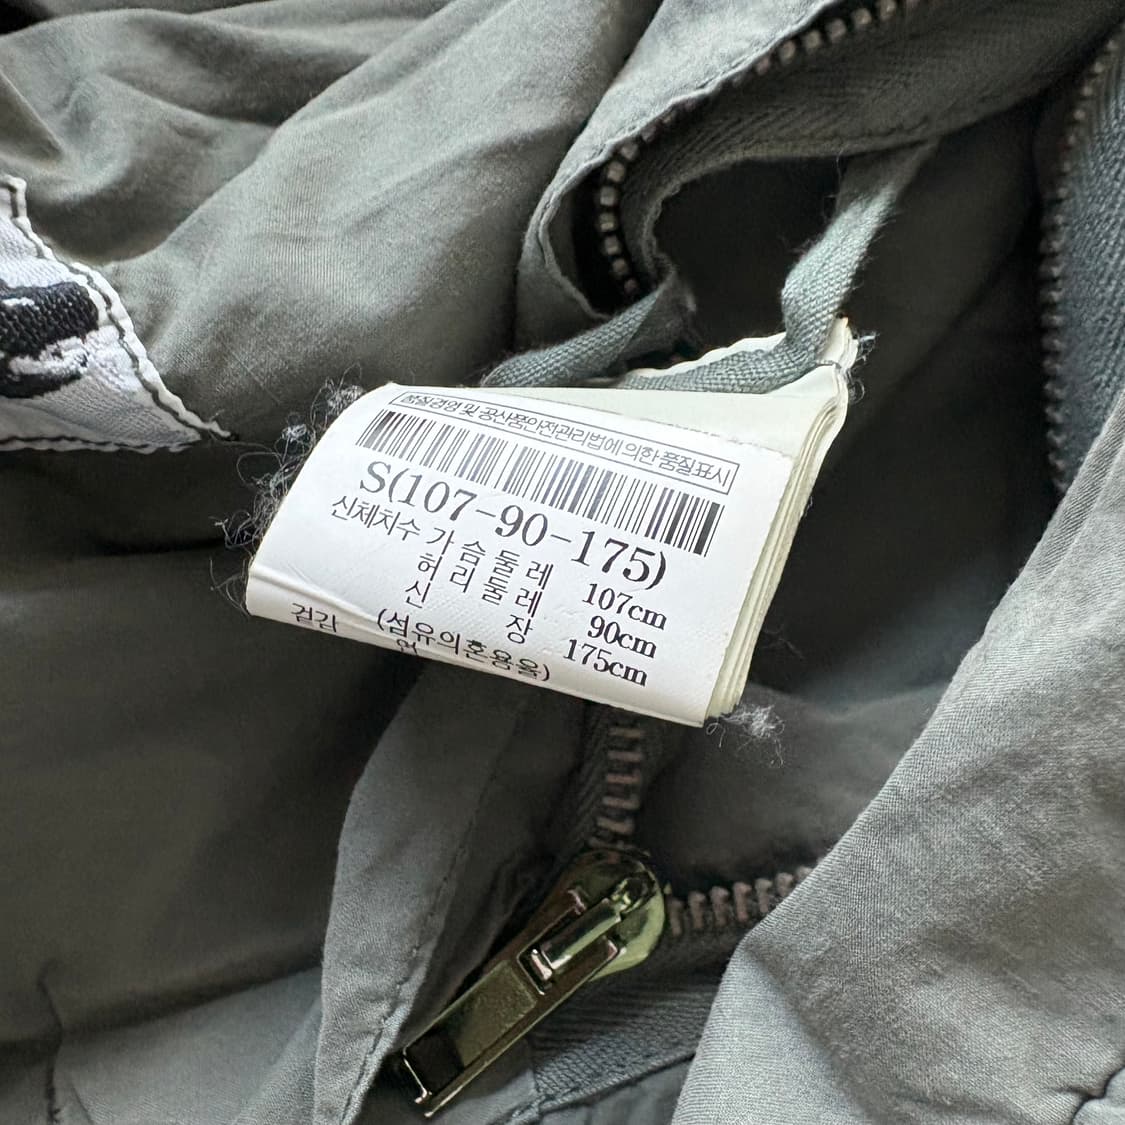 품질경영 및 공산품안전관리법에 의한 품질표시
S(107-90-175)
신체치수 가슴둘레 107cm
허리둘레 90cm
신장 175cm
겉감 (섬유의혼용율)